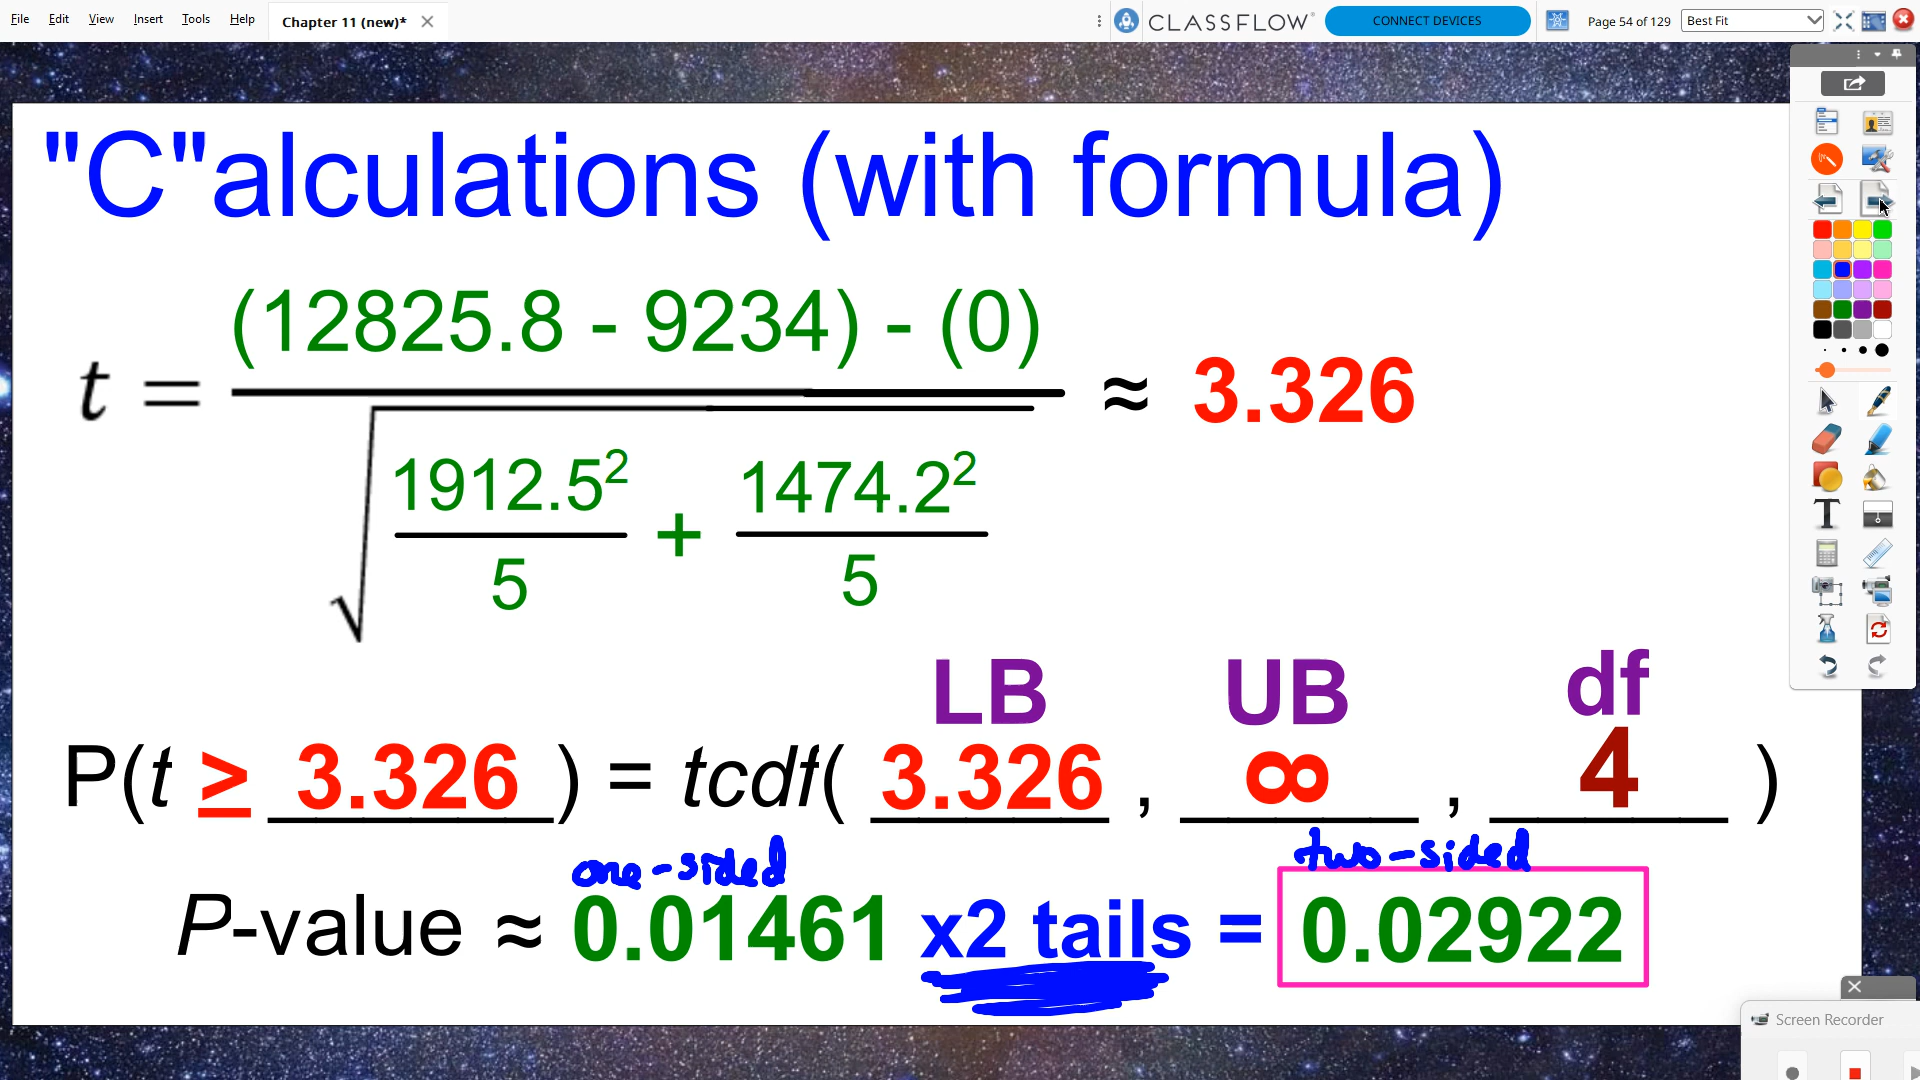 File Edit View Insert Tools Help Chapter 11 (new)* CLASSFLOW CONNECT DEVICES Page 54 of 129 Best Fit
"C"alculations (with formula)
(12825.8 - 9234) - (0)
t = ≈ 3.326
1912.5² + 1474.2²
5 5
LB UB df
P(t ≥ 3.326) = tcdf( 3.326 , ∞ , 4 )
one-sided two-sided
P-value ≈ 0.01461 x2 tails = 0.02922
Screen Recorder